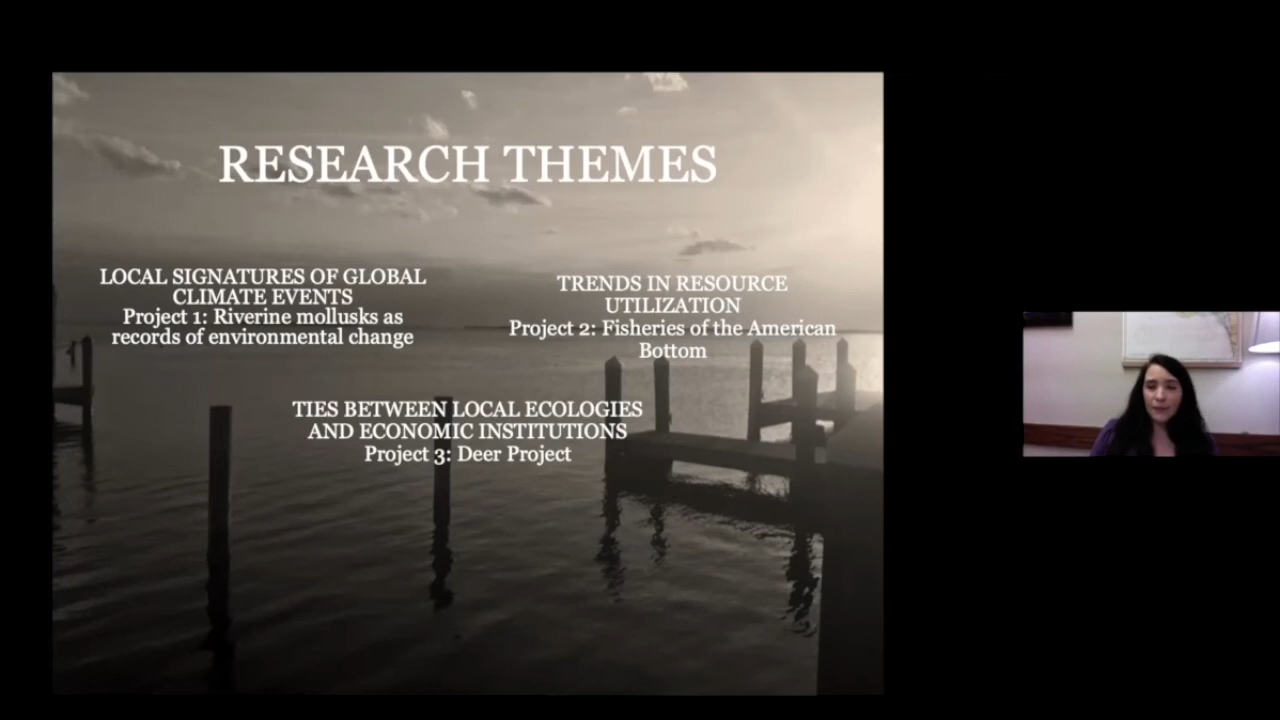 RESEARCH THEMES
LOCAL SIGNATURES OF GLOBAL
CLIMATE EVENTS
Project 1: Riverine mollusks as
records of environmental change
TRENDS IN RESOURCE
UTILIZATION
Project 2: Fisheries of the American
Bottom
TIES BETWEEN LOCAL ECOLOGIES
AND ECONOMIC INSTITUTIONS
Project 3: Deer Project